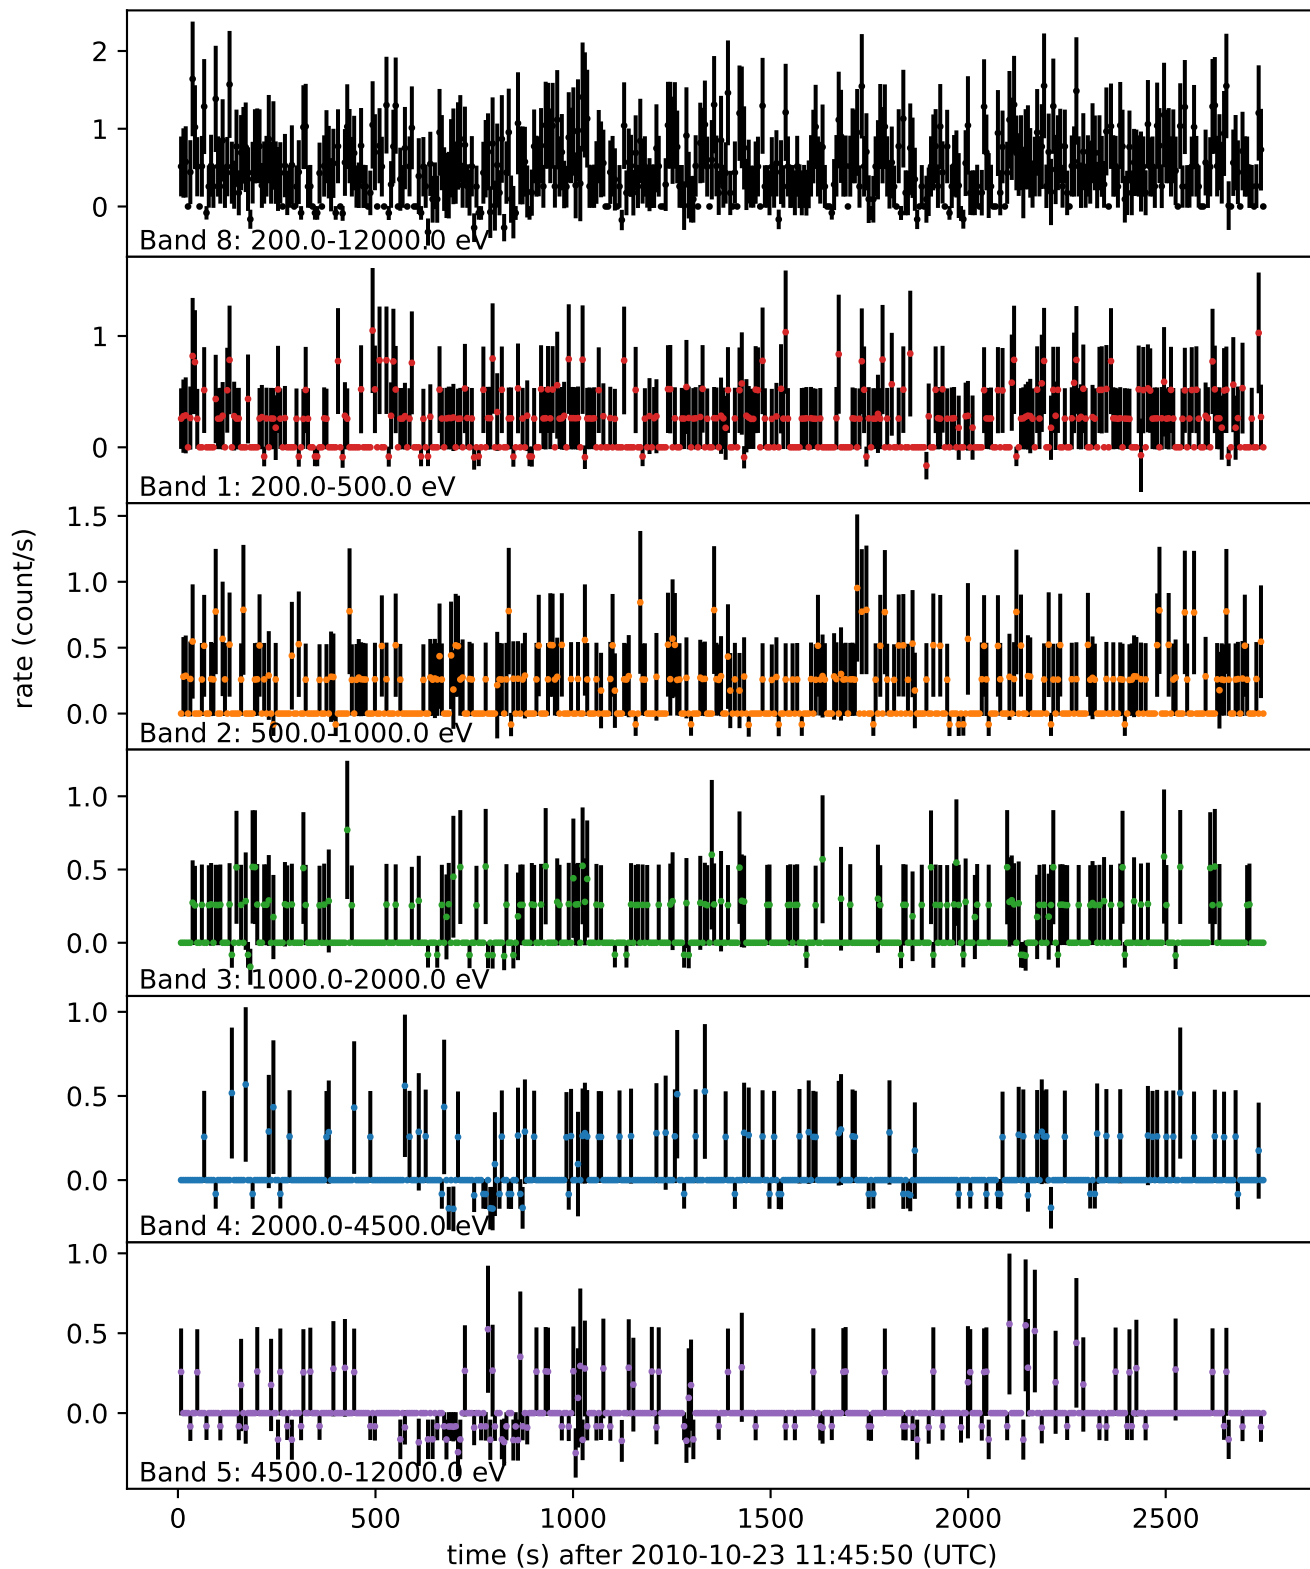 2
1
0
Band 8: 200.0-12000.0 eV
1
0
Band 1: 200.0-500.0 eV
rate (count/s)
1.5
1.0
0.5
0.0
Band 2: 500.0-1000.0 eV
1.0
0.5
0.0
Band 3: 1000.0-2000.0 eV
1.0
0.5
0.0
Band 4: 2000.0-4500.0 eV
1.0
0.5
0.0
Band 5: 4500.0-12000.0 eV
0 500 1000 1500 2000 2500
time (s) after 2010-10-23 11:45:50 (UTC)